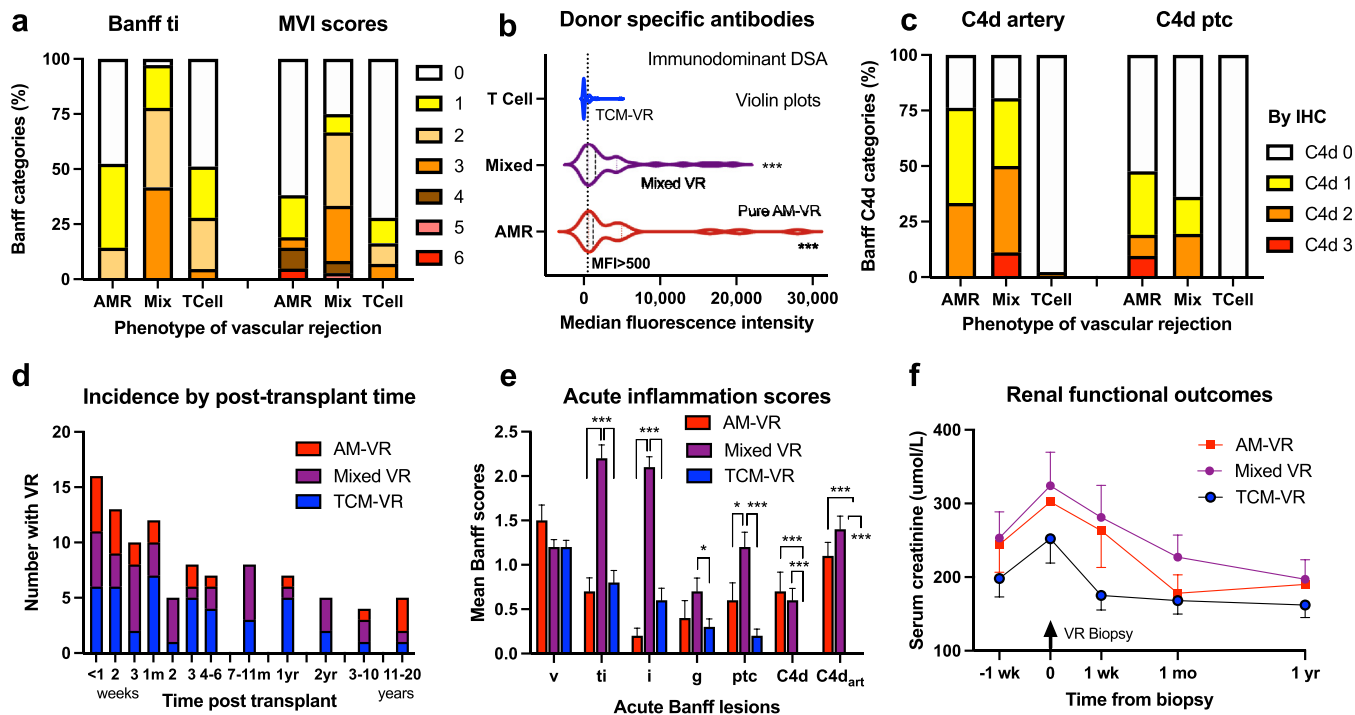 a
Banff ti
MVI scores
Banff categories (%)
100
75
50
25
0
AMR
Mix
TCell
AMR
Mix
TCell
Phenotype of vascular rejection
0
1
2
3
4
5
6
b
Donor specific antibodies
Immunodominant DSA
Violin plots
T Cell
TCM-VR
Mixed
Mixed VR
***
AMR
Pure AM-VR
***
MFI>500
0
10,000
20,000
30,000
Median fluorescence intensity
c
C4d artery
C4d ptc
Banff C4d categories (%)
100
75
50
25
0
AMR
Mix
TCell
AMR
Mix
TCell
Phenotype of vascular rejection
By IHC
C4d 0
C4d 1
C4d 2
C4d 3
d
Incidence by post-transplant time
Number with VR
20
15
10
5
0
AM-VR
Mixed VR
TCM-VR
<1 2 3 1m 2 3 4-6 7-11m 1yr 2yr 3-10 11-20
weeks
years
Time post transplant
e
Acute inflammation scores
Mean Banff scores
2.5
2.0
1.5
1.0
0.5
0.0
AM-VR
Mixed VR
TCM-VR
***
***
*
* ***
***
***
***
***
v ti i g ptc C4d C4dart
Acute Banff lesions
f
Renal functional outcomes
Serum creatinine (umol/L)
400
300
200
100
AM-VR
Mixed VR
TCM-VR
VR Biopsy
-1 wk
0
1 wk
1 mo
1 yr
Time from biopsy